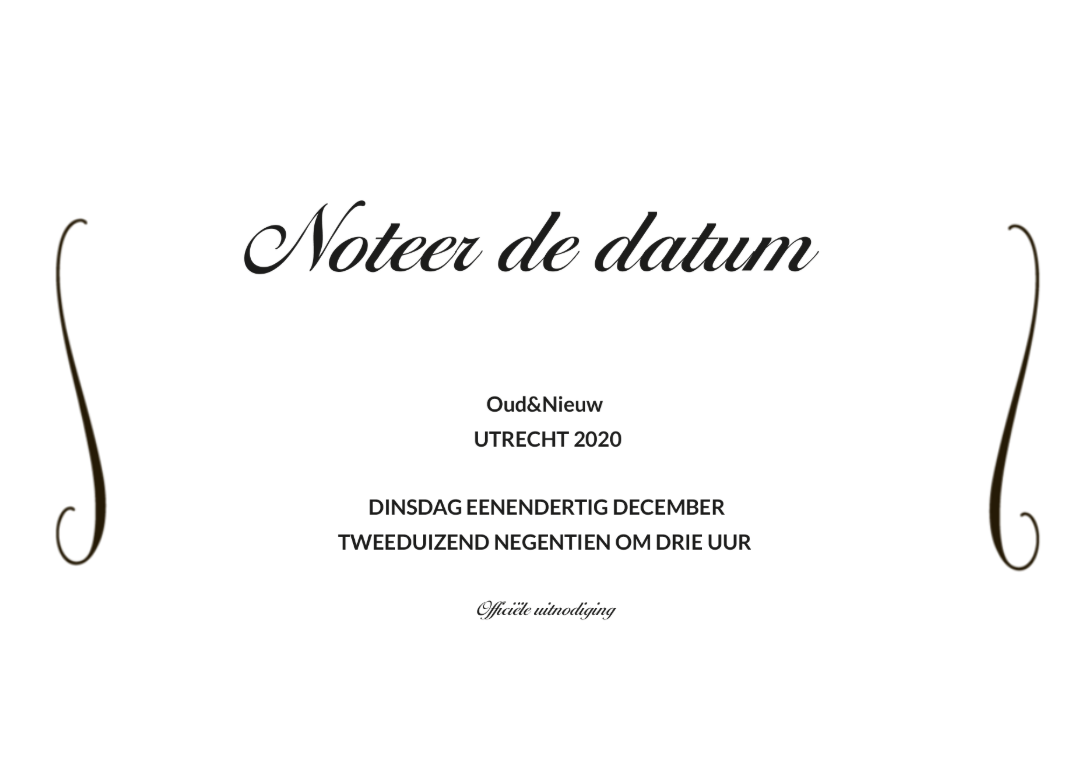 Noteer de datum
Oud&Nieuw
UTRECHT 2020
DINSDAG EENENDERTIG DECEMBER
TWEEDUIZEND NEGENTIEN OM DRIE UUR
Officiële uitnodiging